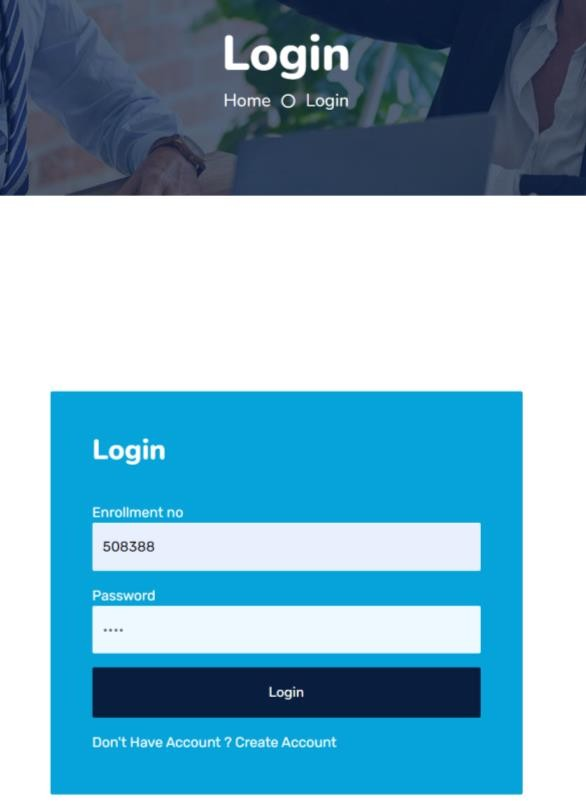 Login
Home O Login
Login
Enrollment no
508388
Password
····
Login
Don't Have Account ? Create Account